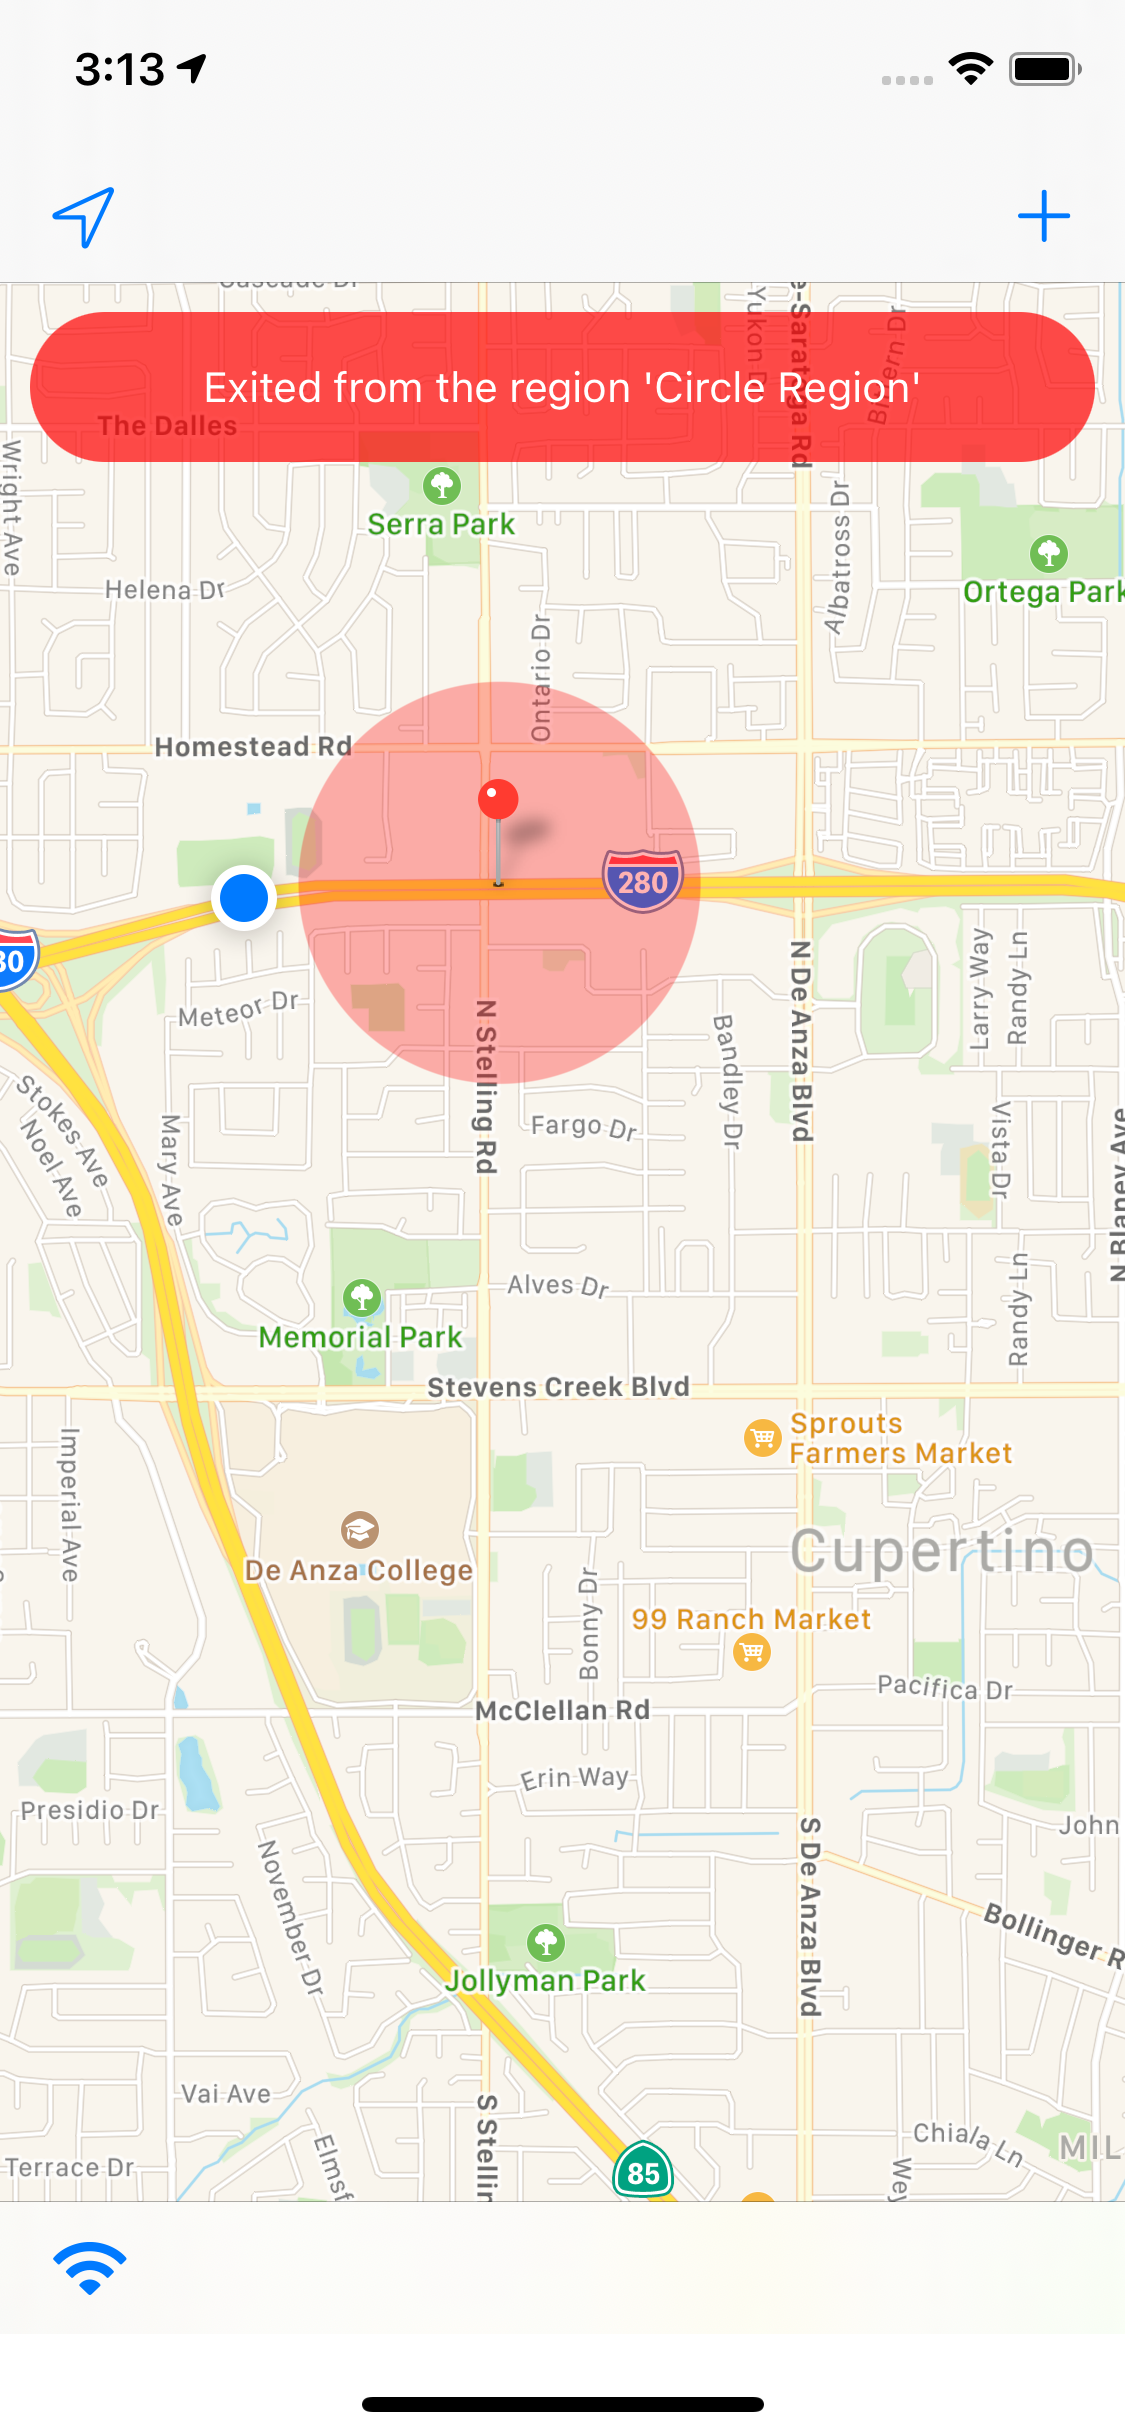 3:13
Cascade Dr
Yukon D
e-Saratoga Rd
Exited from the region 'Circle Region'
The Dalles
Wright Ave
Serra Park
Albatross Dr
Helena Dr
Ortega Park
Ontario Dr
Homestead Rd
280
N De Anza Blvd
Larry Way
Randy Ln
Meteor Dr
N Stelling Rd
Bandley Dr
Stokes Ave
Noel Ave
Mary Ave
Fargo Dr
Vista Dr
N Blaney Ave
Randy Ln
Alves Dr
Memorial Park
Stevens Creek Blvd
Sprouts
Farmers Market
Imperial Ave
Cupertino
De Anza College
Bonny Dr
99 Ranch Market
Pacifica Dr
McClellan Rd
Erin Way
Presidio Dr
John
S De Anza Blvd
November Dr
Bollinger R
Jollyman Park
Vai Ave
S Stellin
Elmsf
Chiala Ln
MIL
Terrace Dr
85
Wey